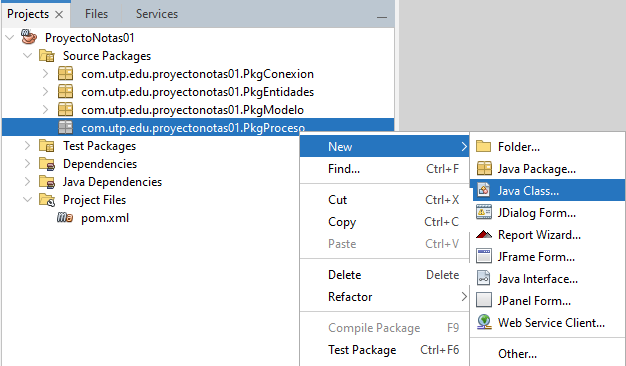 Projects × Files Services
ProyectoNotas01
Source Packages
com.utp.edu.proyectonotas01.PkgConexion
com.utp.edu.proyectonotas01.PkgEntidades
com.utp.edu.proyectonotas01.PkgModelo
com.utp.edu.proyectonotas01.PkgProceso
Test Packages
Dependencies
Java Dependencies
Project Files
pom.xml
New
Find... Ctrl+F
Cut Ctrl+X
Copy Ctrl+C
Paste Ctrl+V
Delete Delete
Refactor
Compile Package F9
Test Package Ctrl+F6
Folder...
Java Package...
Java Class...
JDialog Form...
Report Wizard...
JFrame Form...
Java Interface...
JPanel Form...
Web Service Client...
Other...